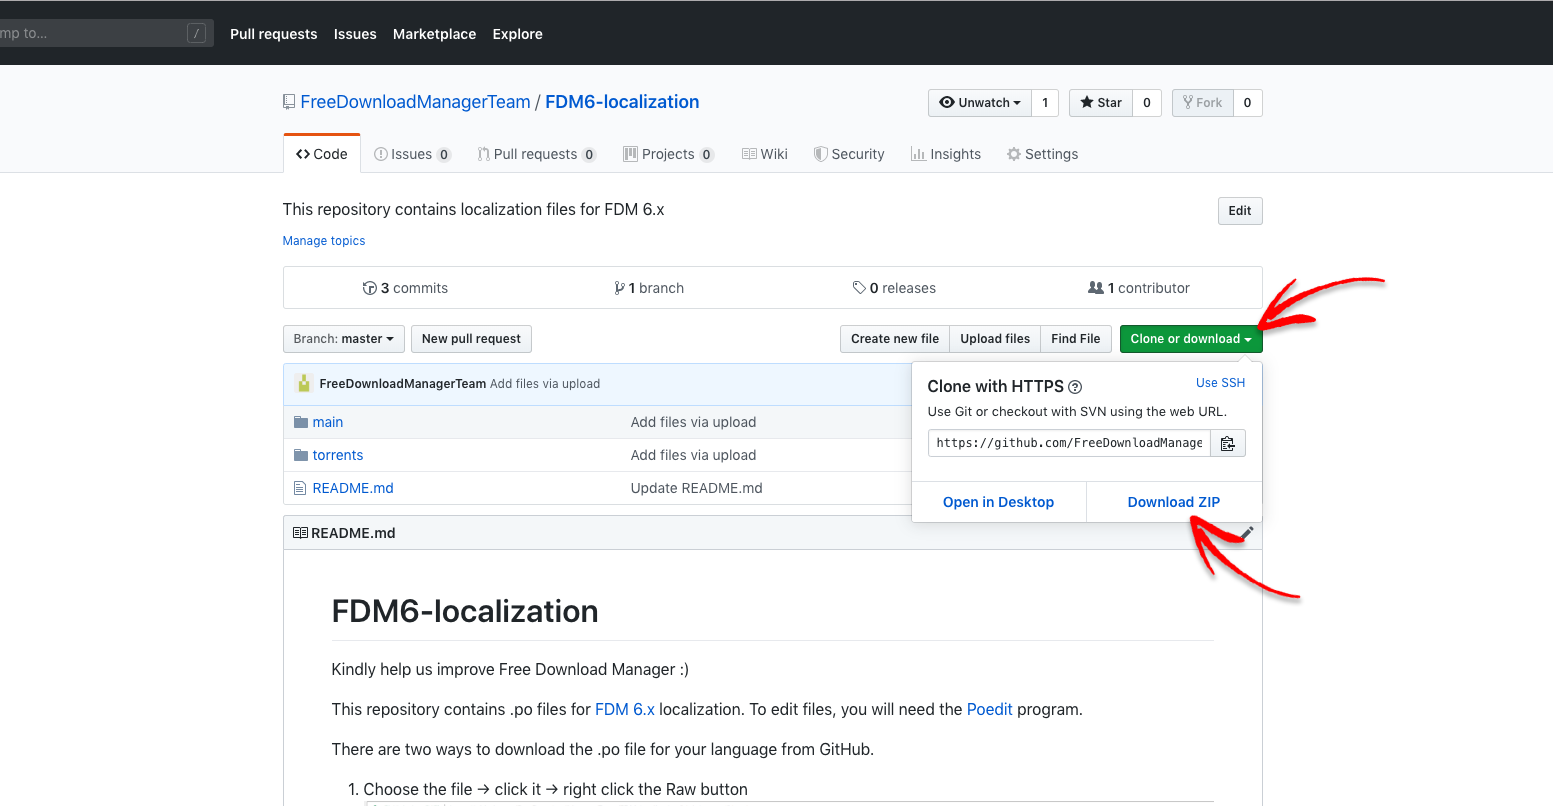 mp to... /
Pull requests Issues Marketplace Explore
FreeDownloadManagerTeam / FDM6-localization
Unwatch 1 Star 0 Fork 0
Code Issues 0 Pull requests 0 Projects 0 Wiki Security Insights Settings
This repository contains localization files for FDM 6.x
Edit
Manage topics
3 commits 1 branch 0 releases 1 contributor
Branch: master New pull request Create new file Upload files Find File Clone or download
FreeDownloadManagerTeam Add files via upload
main Add files via upload
torrents Add files via upload
README.md Update README.md
Clone with HTTPS ? Use SSH
Use Git or checkout with SVN using the web URL.
https://github.com/FreeDownloadManage
Open in Desktop Download ZIP
README.md
FDM6-localization
Kindly help us improve Free Download Manager :)
This repository contains .po files for FDM 6.x localization. To edit files, you will need the Poedit program.
There are two ways to download the .po file for your language from GitHub.
1. Choose the file → click it → right click the Raw button